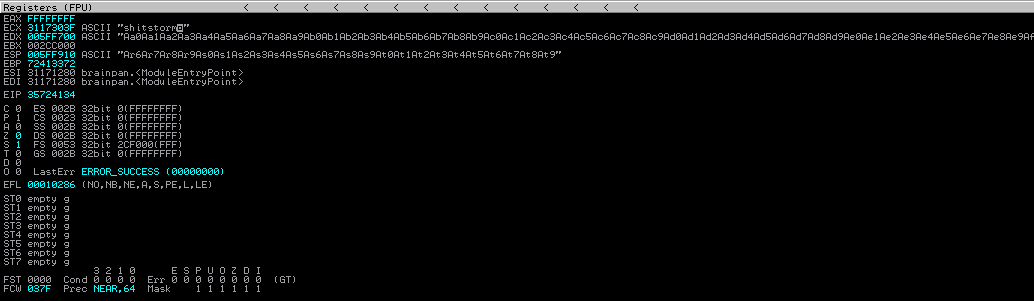 Registers (FPU) < < < < < < < < < < < < < <
EAX FFFFFFFF
ECX 3117303F ASCII "shitstorm
EDX 005FF700 ASCII "Aa0Aa1Aa2Aa3Aa4Aa5Aa6Aa7Aa8Aa9Ab0Ab1Ab2Ab3Ab4Ab5Ab6Ab7Ab8Ab9Ac0Ac1Ac2Ac3Ac4Ac5Ac6Ac7Ac8Ac9Ad0Ad1Ad2Ad3Ad4Ad5Ad6Ad7Ad8Ad9Ae0Ae1Ae2Ae3Ae4Ae5Ae6Ae7Ae8Ae9Af
EBX 002CC000
ESP 005FF910 ASCII "Ar6Ar7Ar8Ar9As0As1As2As3As4As5As6As7As8As9At0At1At2At3At4At5At6At7At8At9"
EBP 72413372
ESI 31171280 brainpan.<ModuleEntryPoint>
EDI 31171280 brainpan.<ModuleEntryPoint>
EIP 35724134
C 0 ES 002B 32bit 0(FFFFFFFF)
P 1 CS 0023 32bit 0(FFFFFFFF)
A 0 SS 002B 32bit 0(FFFFFFFF)
Z 0 DS 002B 32bit 0(FFFFFFFF)
S 1 FS 0053 32bit 2CF000(FFF)
T 0 GS 002B 32bit 0(FFFFFFFF)
D 0
O 0 LastErr ERROR_SUCCESS (00000000)
EFL 00010286 (NO,NB,NE,A,S,PE,L,LE)
ST0 empty g
ST1 empty g
ST2 empty g
ST3 empty g
ST4 empty g
ST5 empty g
ST6 empty g
ST7 empty g
3 2 1 0 E S P U O Z D I
FST 0000 Cond 0 0 0 0 Err 0 0 0 0 0 0 0 0 (GT)
FCW 037F Prec NEAR,64 Mask 1 1 1 1 1 1